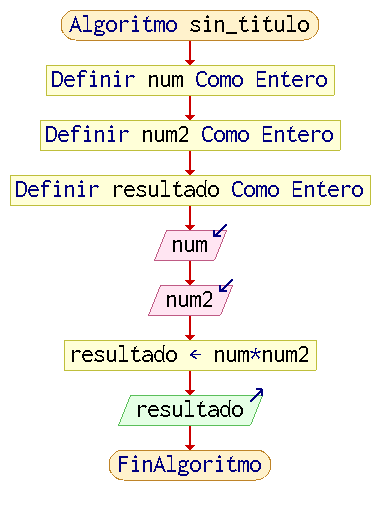 Algoritmo sin_titulo
Definir num Como Entero
Definir num2 Como Entero
Definir resultado Como Entero
num
num2
resultado ← num*num2
resultado
FinAlgoritmo